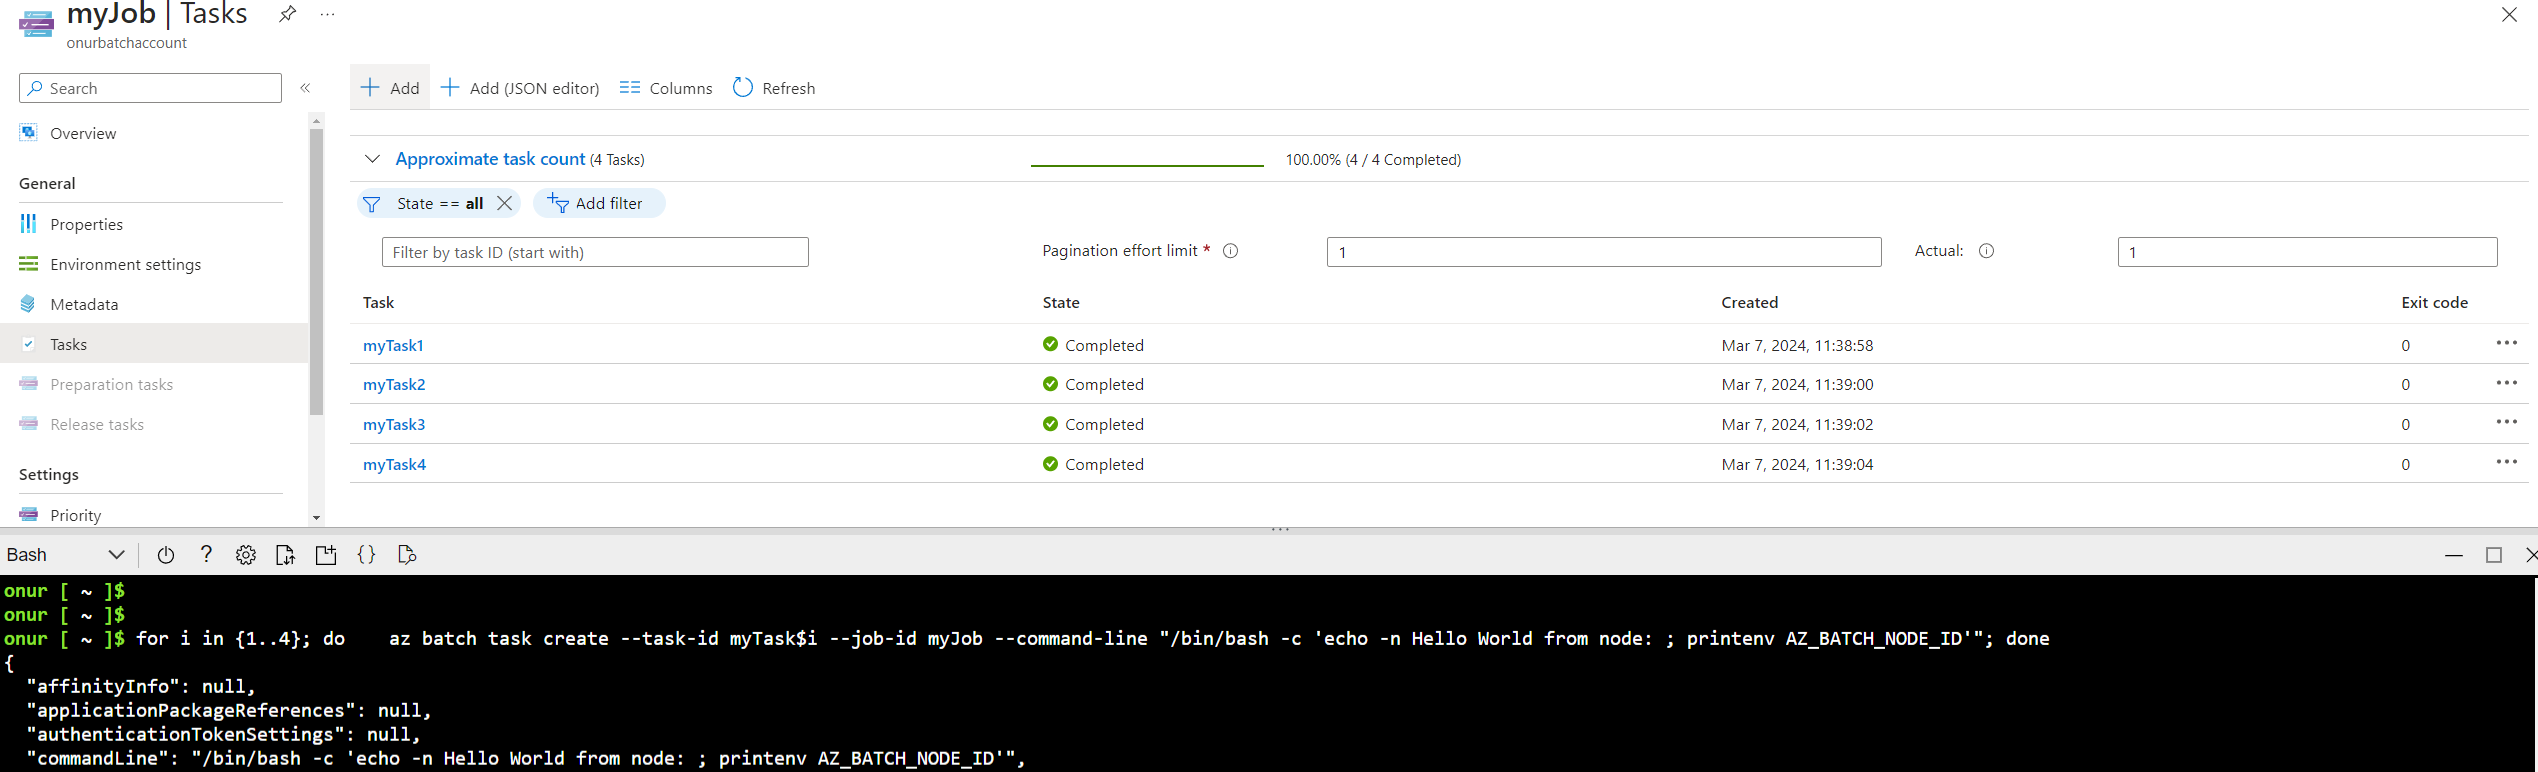 myJob | Tasks
onurbatchaccount
Search
Overview
General
Properties
Environment settings
Metadata
Tasks
Preparation tasks
Release tasks
Settings
Priority
Add
Add (JSON editor)
Columns
Refresh
Approximate task count (4 Tasks) 100.00% (4 / 4 Completed)
State == all
Add filter
Filter by task ID (start with) Pagination effort limit * 1 Actual: 1
Task State Created Exit code
myTask1 Completed Mar 7, 2024, 11:38:58 0
myTask2 Completed Mar 7, 2024, 11:39:00 0
myTask3 Completed Mar 7, 2024, 11:39:02 0
myTask4 Completed Mar 7, 2024, 11:39:04 0
Bash
onur [ ~ ]$
onur [ ~ ]$
onur [ ~ ]$ for i in {1..4}; do    az batch task create --task-id myTask$i --job-id myJob --command-line "/bin/bash -c 'echo -n Hello World from node: ; printenv AZ_BATCH_NODE_ID'"; done
{
  "affinityInfo": null,
  "applicationPackageReferences": null,
  "authenticationTokenSettings": null,
  "commandLine": "/bin/bash -c 'echo -n Hello World from node: ; printenv AZ_BATCH_NODE_ID'",